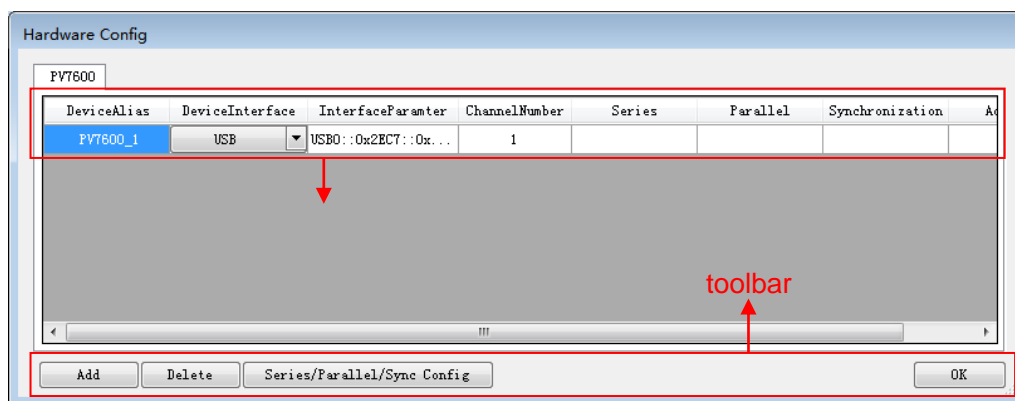 Hardware Config
PV7600
DeviceAlias DeviceInterface InterfaceParamter ChannelNumber Series Parallel Synchronization
PV7600_1 USB USB0::0x2EC7::0x... 1
toolbar
Add Delete Series/Parallel/Sync Config OK